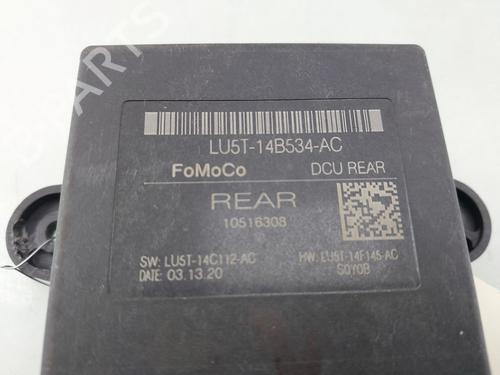 LU5T-14B534-AC
FoMoCo DCU REAR
REAR
10516308
SW: LU5T-14C112-AC HW: LU5T-14F145-AC
DATE: 03.13.20 S0Y0B